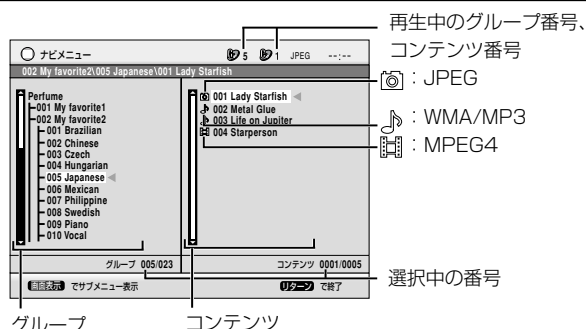 再生中のグループ番号、
コンテンツ番号
ナビメニュー 5 1 JPEG --:--
002 My favorite2\005 Japanese\001 Lady Starfish
Perfume
001 My favorite1
002 My favorite2
001 Brazilian
002 Chinese
003 Czech
004 Hungarian
005 Japanese
006 Mexican
007 Philippine
008 Swedish
009 Piano
010 Vocal
001 Lady Starfish
002 Metal Glue
003 Life on Jupiter
004 Starperson
：JPEG
：WMA/MP3
：MPEG4
グループ 005/023
コンテンツ 0001/0005
選択中の番号
画面表示 でサブメニュー表示
リターン で終了
グループ
コンテンツ